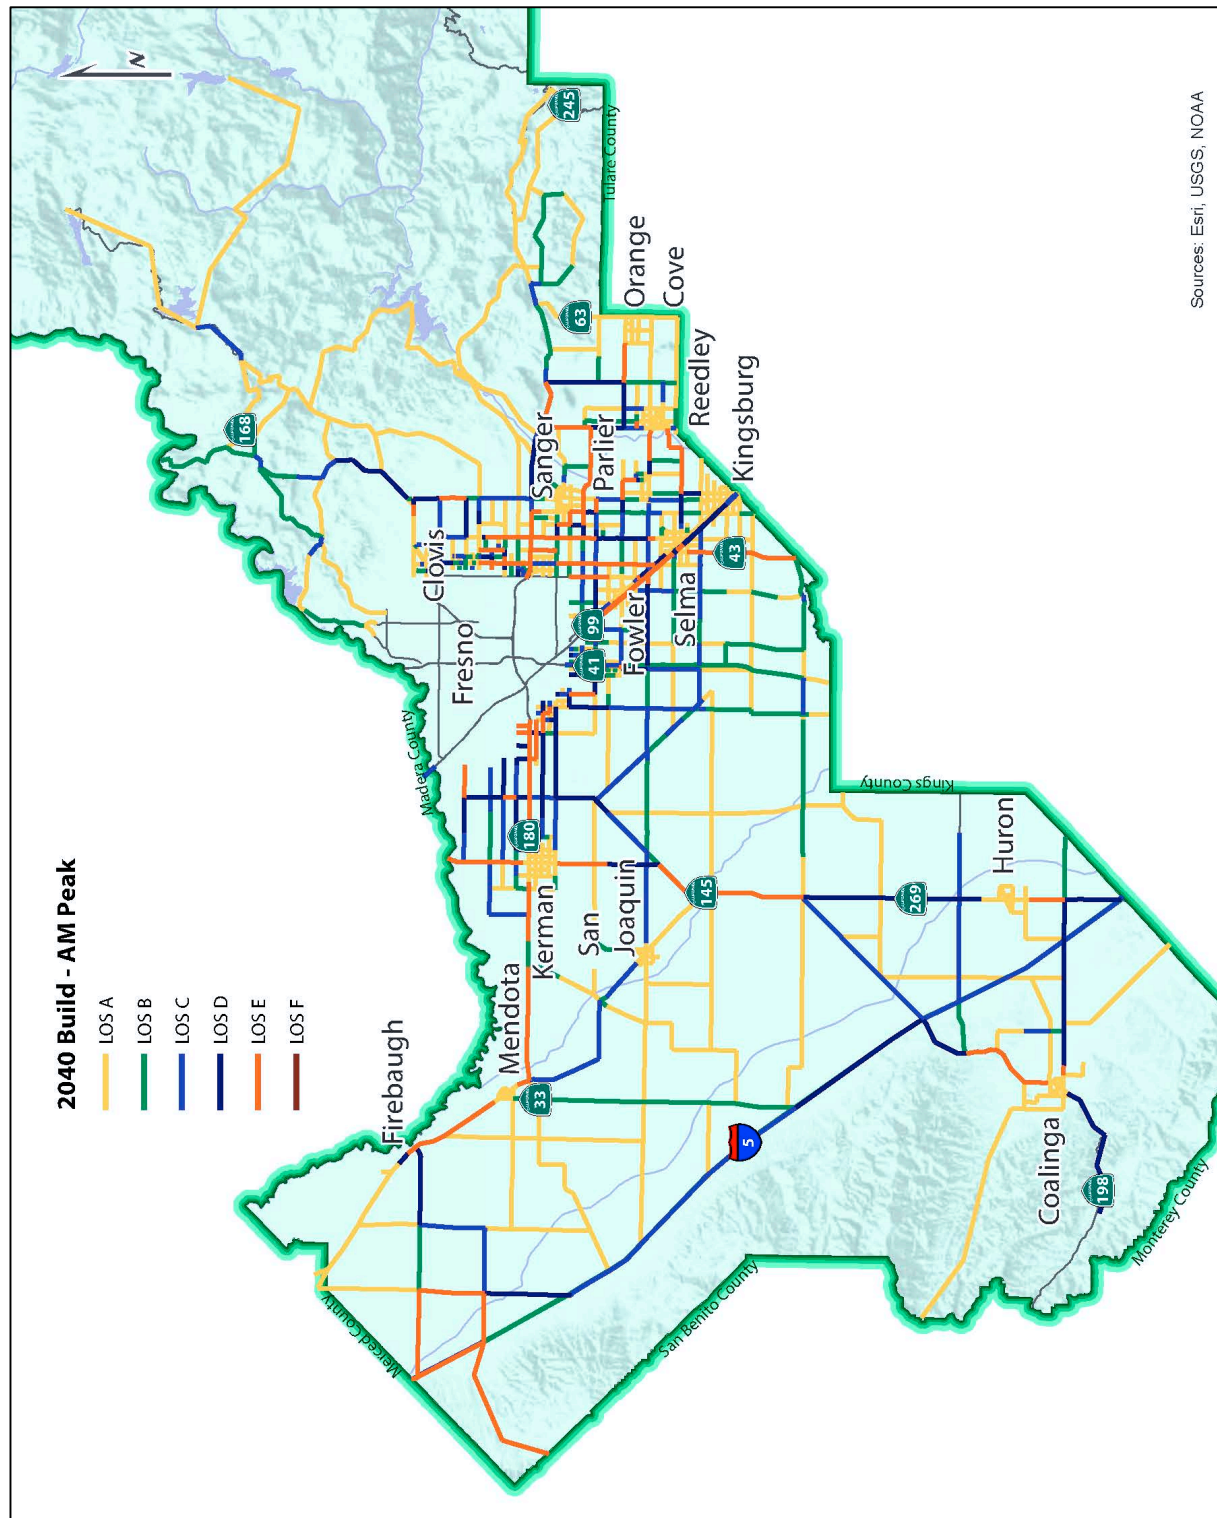 2040 Build - AM Peak
LOS A
LOS B
LOS C
LOS D
LOS E
LOS F
N
Firebaugh
Mendota
Kerman
San
Joaquin
Fresno
Clovis
Sanger
Parlier
Fowler
Selma
Orange
Cove
Reedley
Kingsburg
Huron
Coalinga
Madera County
Merced County
San Benito County
Monterey County
Kings County
Tulare County
168
245
63
180
41
99
43
145
33
5
269
198
Sources: Esri, USGS, NOAA